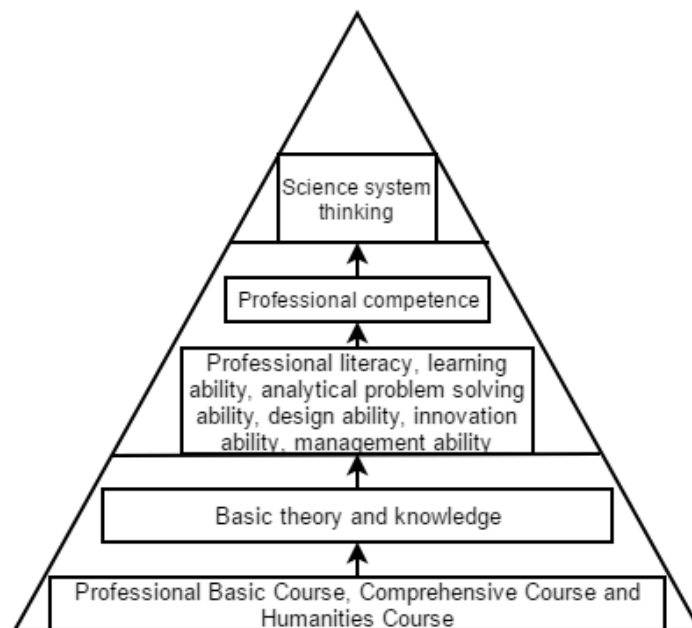 Science system
thinking
Professional competence
Professional literacy, learning
ability, analytical problem solving
ability, design ability, innovation
ability, management ability
Basic theory and knowledge
Professional Basic Course, Comprehensive Course and
Humanities Course